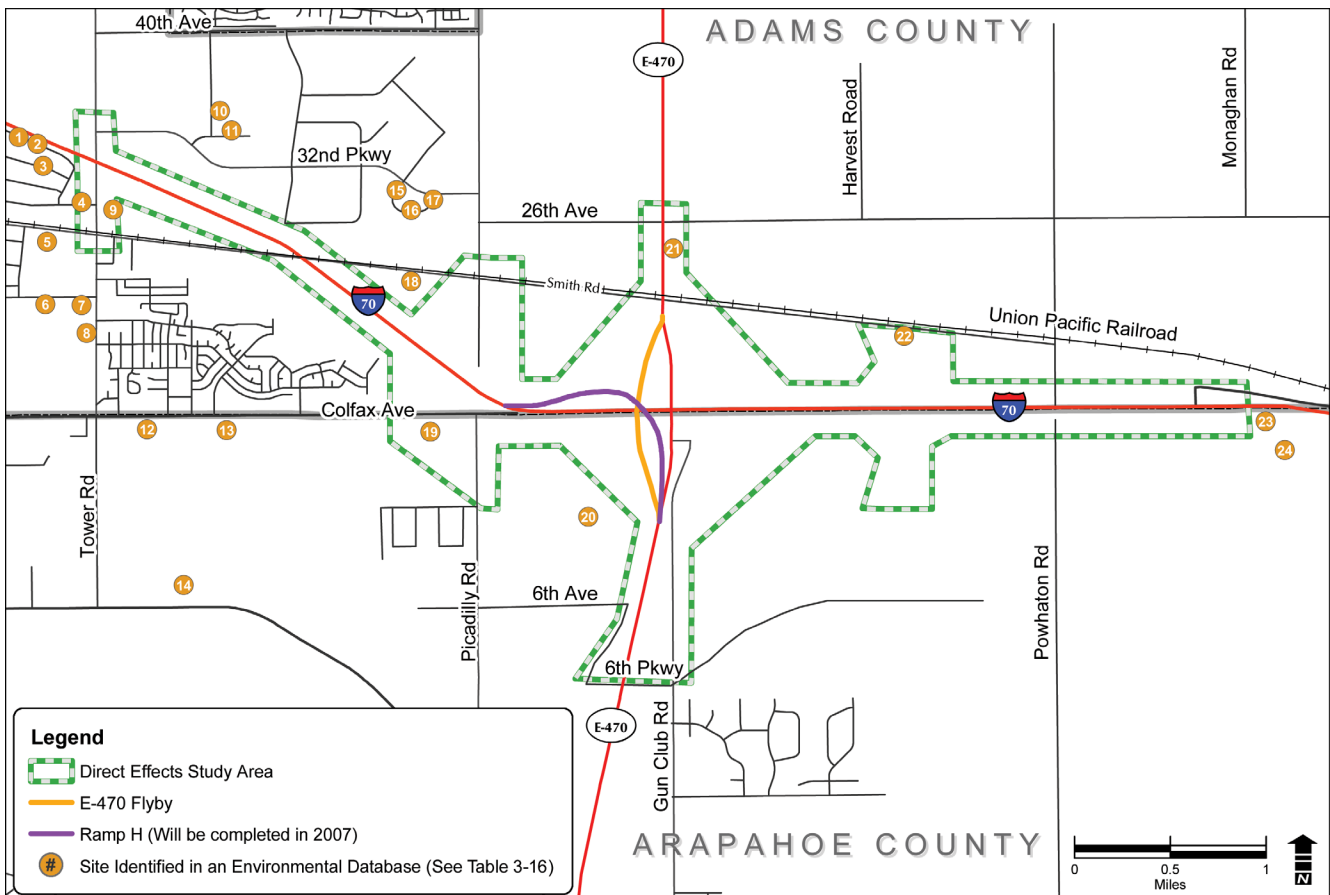 40th Ave
ADAMS COUNTY
E-470
Harvest Road
Monaghan Rd
10
11
1
2
3
32nd Pkwy
15
16
17
4
9
26th Ave
5
21
18
Smith Rd
70
Union Pacific Railroad
6
7
8
22
Colfax Ave
70
12
13
19
23
24
Tower Rd
20
14
6th Ave
Picadilly Rd
Powhaton Rd
6th Pkwy
E-470
Gun Club Rd
Legend
Direct Effects Study Area
E-470 Flyby
Ramp H (Will be completed in 2007)
# Site Identified in an Environmental Database (See Table 3-16)
ARAPAHOE COUNTY
0 0.5 1
Miles
N